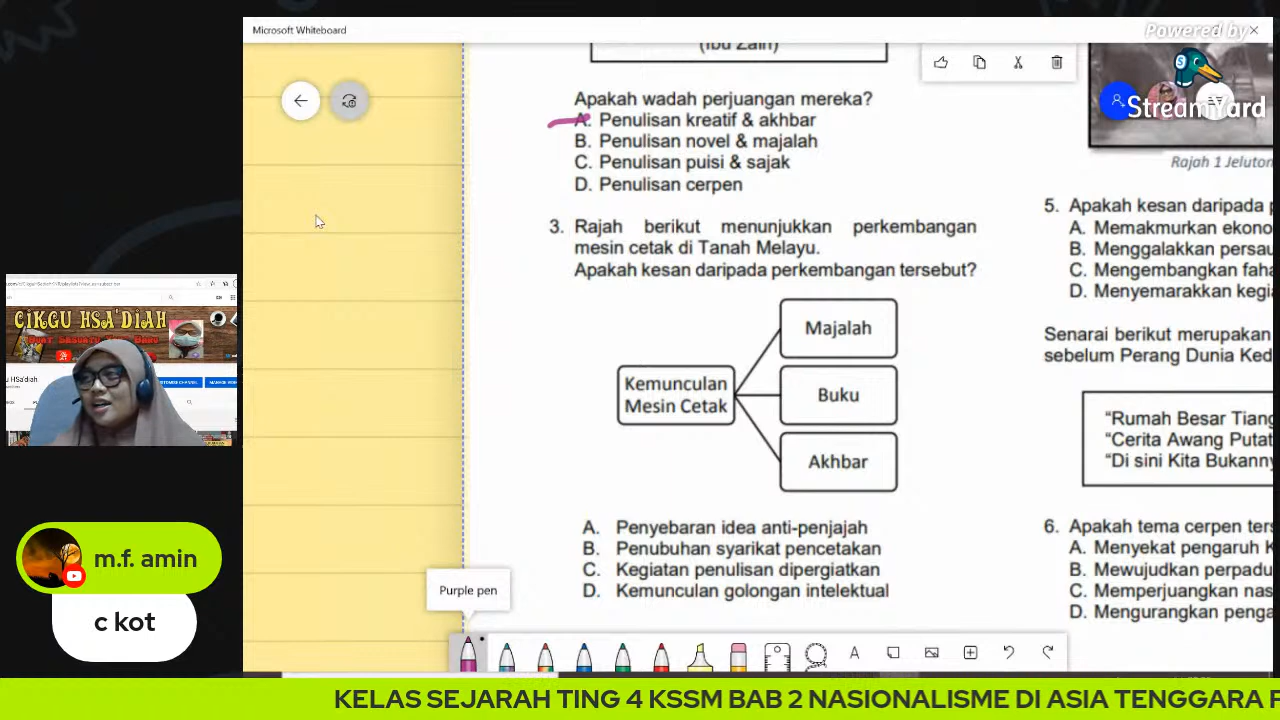 Microsoft Whiteboard
Powered by
StreamYard
(Ibu Zain)
Apakah wadah perjuangan mereka?
A. Penulisan kreatif & akhbar
B. Penulisan novel & majalah
C. Penulisan puisi & sajak
D. Penulisan cerpen
3. Rajah berikut menunjukkan perkembangan
mesin cetak di Tanah Melayu.
Apakah kesan daripada perkembangan tersebut?
Kemunculan
Mesin Cetak
Majalah
Buku
Akhbar
A. Penyebaran idea anti-penjajah
B. Penubuhan syarikat pencetakan
C. Kegiatan penulisan dipergiatkan
D. Kemunculan golongan intelektual
Rajah 1 Jeluton
5. Apakah kesan daripada p
A. Memakmurkan ekono
B. Menggalakkan persau
C. Mengembangkan faha
D. Menyemarakkan kegi
Senarai berikut merupakan
sebelum Perang Dunia Ked
"Rumah Besar Tiang
"Cerita Awang Putat
"Di sini Kita Bukanny
6. Apakah tema cerpen ters
A. Menyekat pengaruh K
B. Mewujudkan perpadu
C. Memperjuangkan nas
D. Mengurangkan penga
Purple pen
CIKGU HSA'DIAH
BUAT SESUATU
U HSA'diah
m.f. amin
c kot
KELAS SEJARAH TING 4 KSSM BAB 2 NASIONALISME DI ASIA TENGGARA